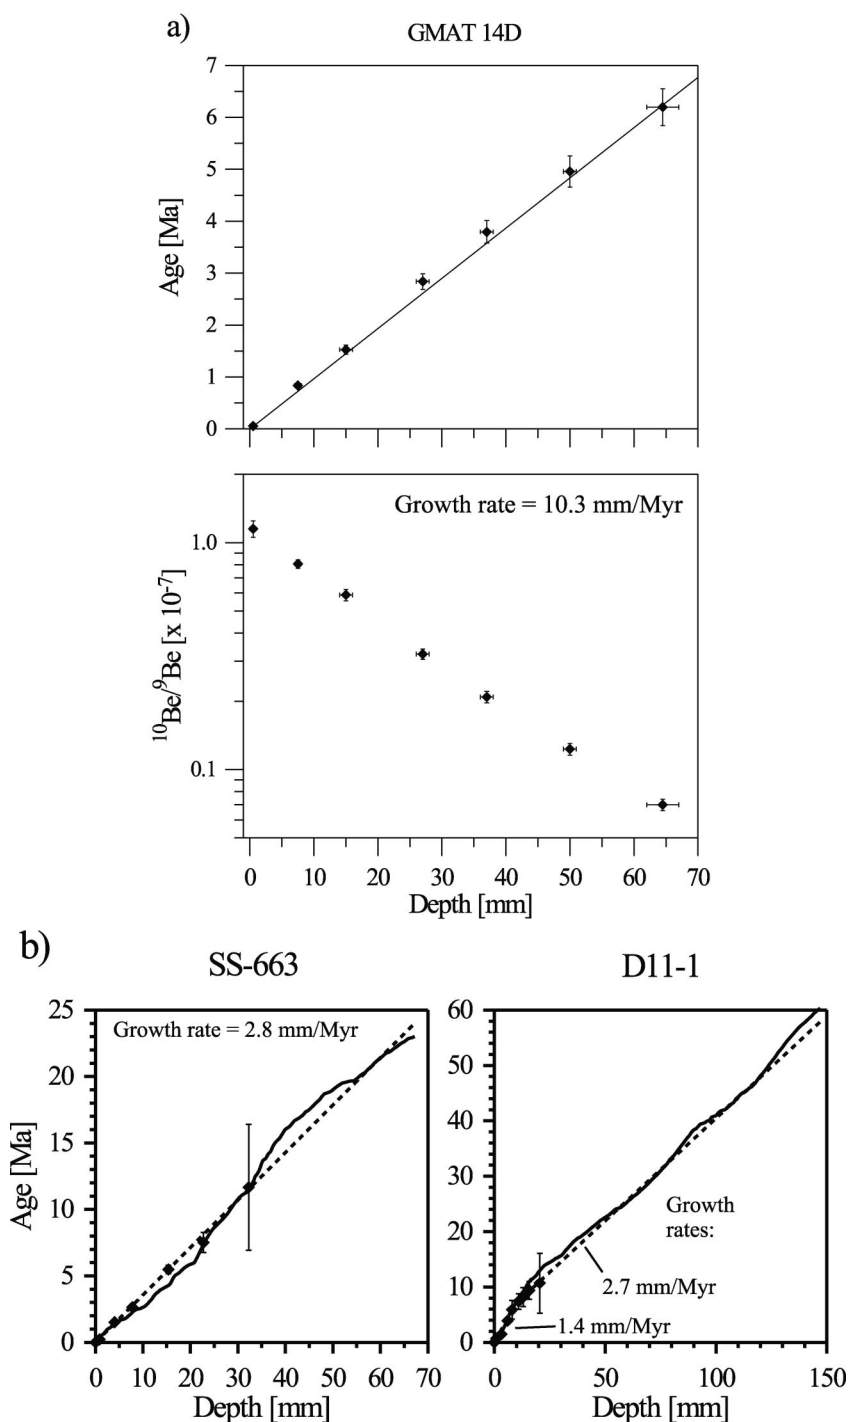 a)
GMAT 14D
7
6
5
4
3
2
1
0
Age [Ma]
Growth rate = 10.3 mm/Myr
1.0
0.1
¹⁰Be/⁹Be [x 10⁻⁷]
0 10 20 30 40 50 60 70
Depth [mm]
b)
SS-663
25
20
15
10
5
0
Age [Ma]
Growth rate = 2.8 mm/Myr
0 10 20 30 40 50 60 70
Depth [mm]
D11-1
60
50
40
30
20
10
0
Growth
rates:
2.7 mm/Myr
1.4 mm/Myr
0 50 100 150
Depth [mm]